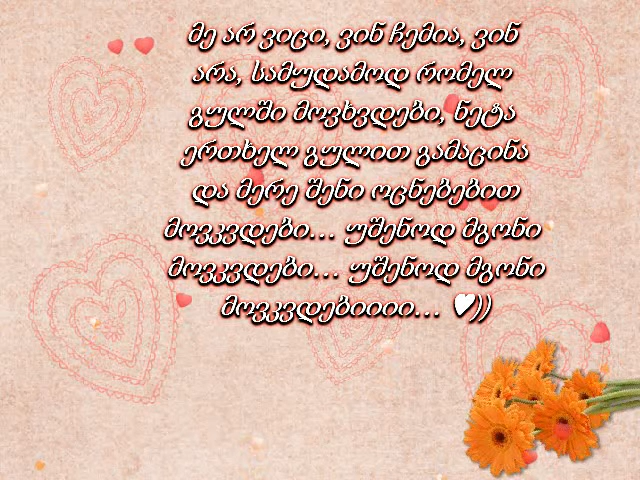 მე არ ვიცი, ვინ ჩემია, ვინ
არა, სამუდამოდ რომელ
გულში მოვხვდები, ნეტა
ერთხელ გულით გამაცინა
და მერე შენი ოცნებებით
მოვკვდები... უშენოდ მგონი
მოვკვდები... უშენოდ მგონი
მოვკვდებიიიი... ♥))